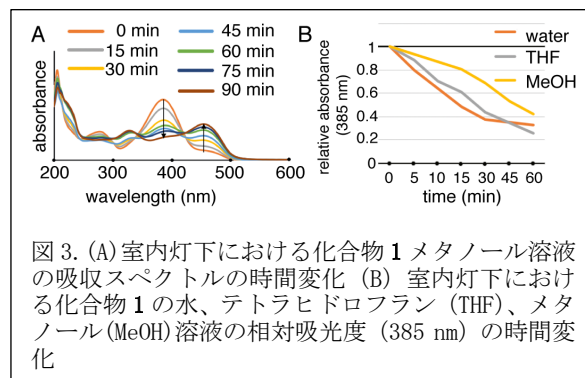 A
0 min
45 min
15 min
60 min
30 min
75 min
90 min
absorbance
200 300 400 500 600
wavelength (nm)
B
water
THF
MeOH
relative absorbance
(385 nm)
1
0.8
0.6
0.4
0.2
0
0 5 10 15 30 45 60
time (min)
図 3. (A) 室内灯下における化合物 1 メタノール溶液
の吸収スペクトルの時間変化 (B) 室内灯下におけ
る化合物 1 の水、テトラヒドロフラン (THF)、メタ
ノール(MeOH)溶液の相対吸光度 (385 nm) の時間変
化